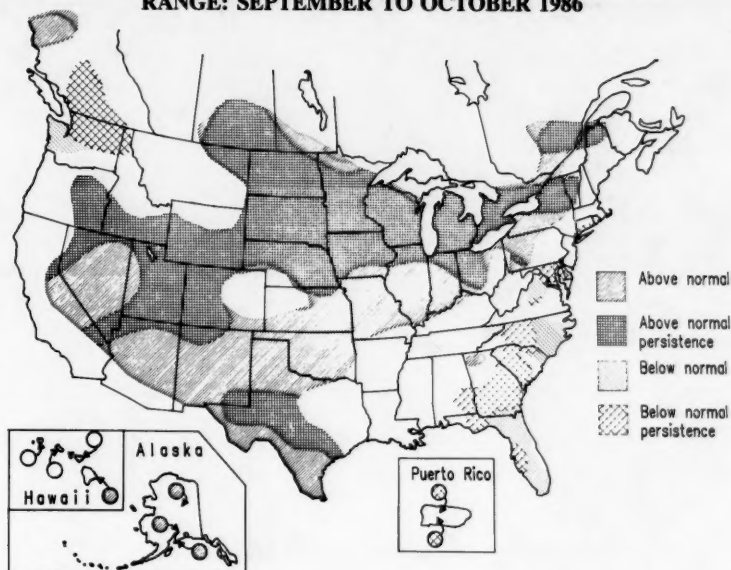 RANGE: SEPTEMBER TO OCTOBER 1986
Above normal
Above normal
persistence
Below normal
Below normal
persistence
Alaska
Hawaii
Puerto Rico